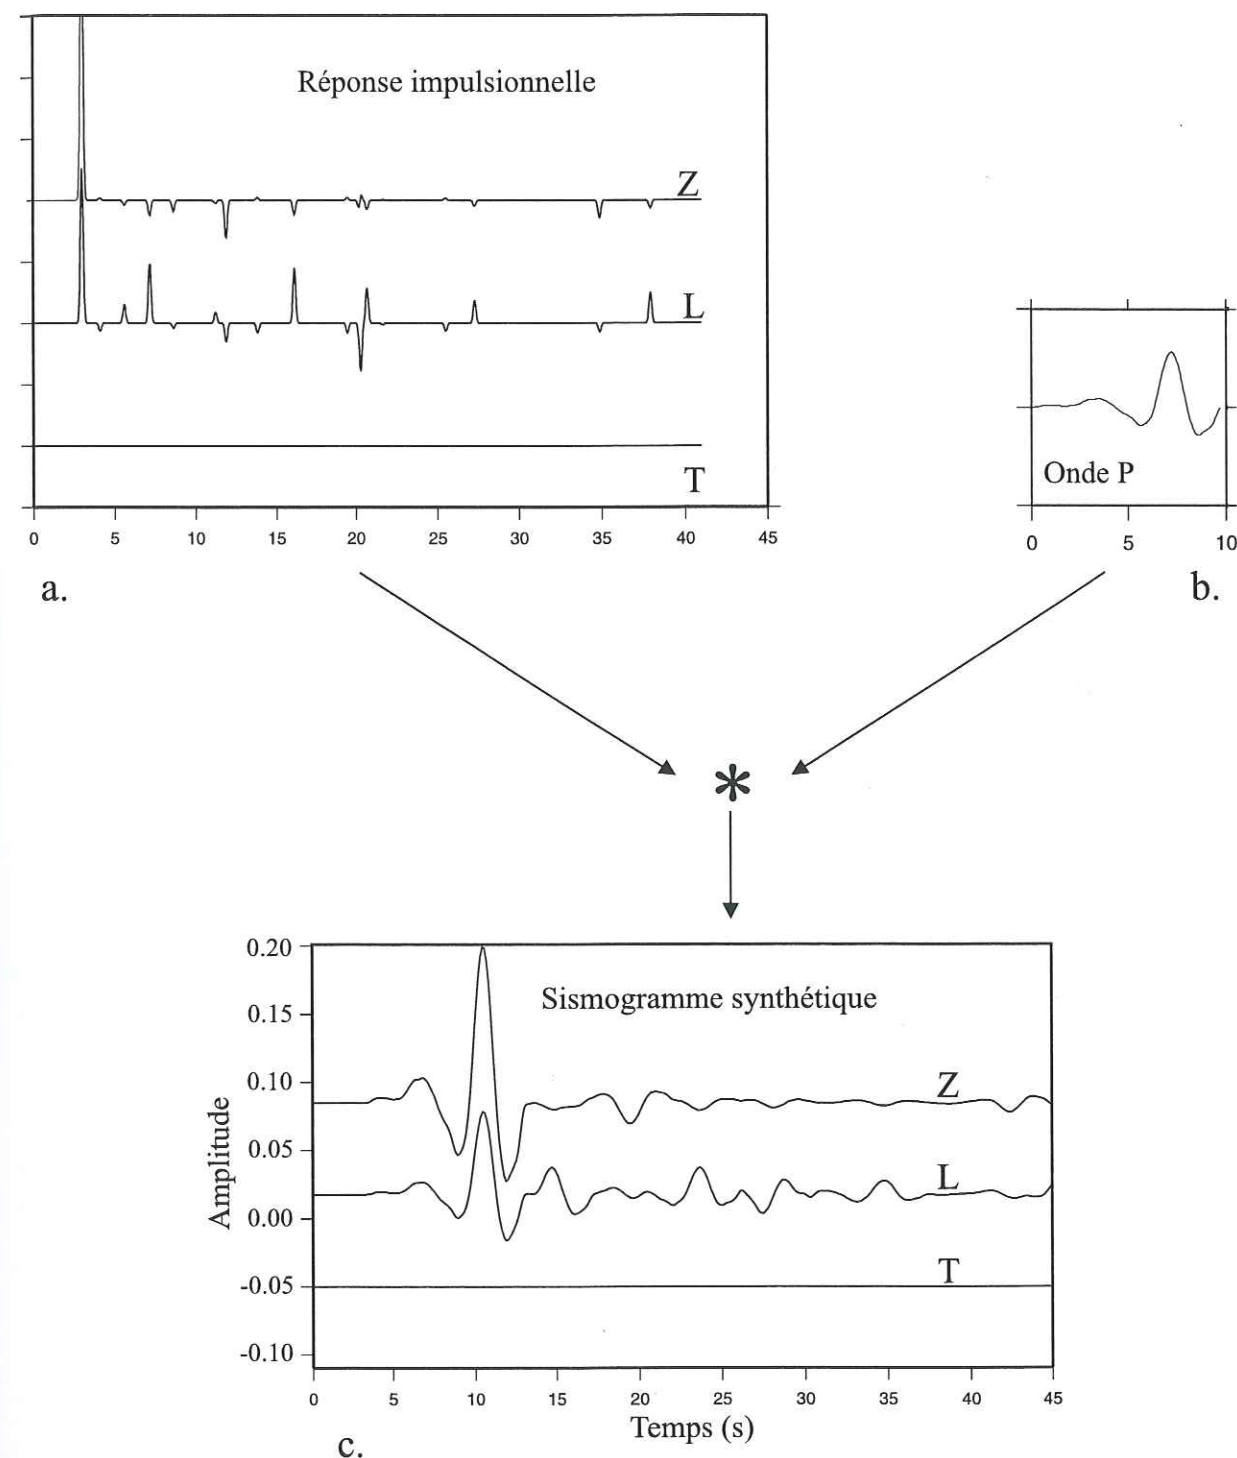 Réponse impulsionnelle
Z
L
T
0 5 10 15 20 25 30 35 40 45
a.
Onde P
0 5 10
b.
*
0.20
0.15
0.10
0.05
0.00
-0.05
-0.10
Amplitude
Sismogramme synthétique
Z
L
T
0 5 10 15 20 25 30 35 40 45
Temps (s)
c.